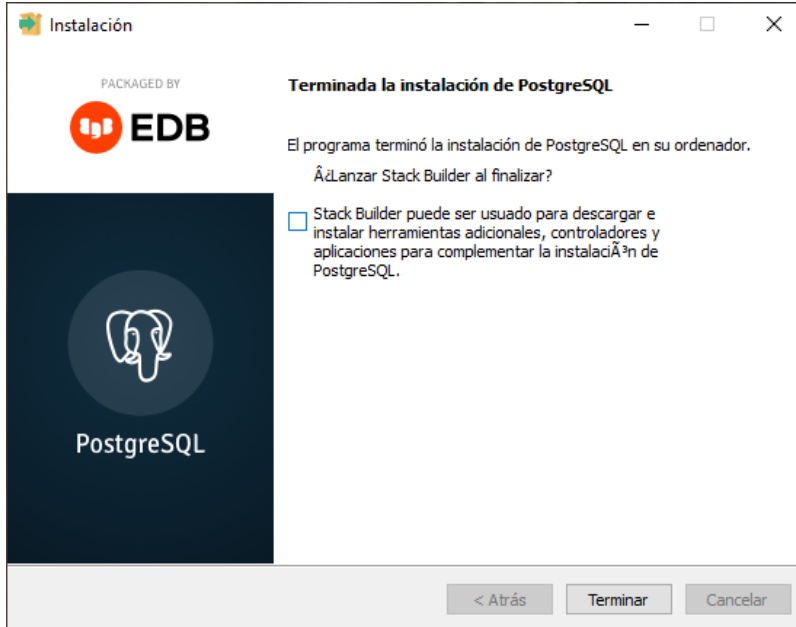 Instalación
PACKAGED BY
EDB
Terminada la instalación de PostgreSQL
El programa terminó la instalación de PostgreSQL en su ordenador.
Â¿Lanzar Stack Builder al finalizar?
Stack Builder puede ser usado para descargar e
instalar herramientas adicionales, controladores y
aplicaciones para complementar la instalaciÃ³n de
PostgreSQL.
PostgreSQL
< Atrás
Terminar
Cancelar